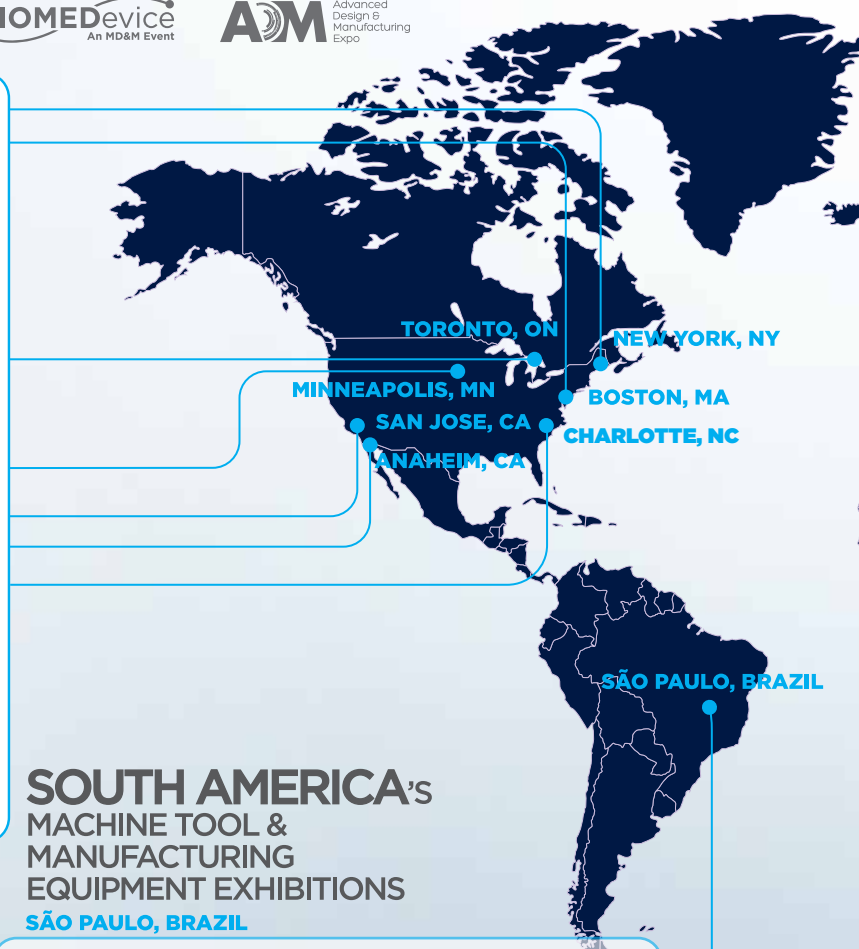 An MD&M Event
ADM
Advanced
Design &
Manufacturing
Expo
TORONTO, ON
NEW YORK, NY
MINNEAPOLIS, MN
BOSTON, MA
SAN JOSE, CA
CHARLOTTE, NC
ANAHEIM, CA
SÃO PAULO, BRAZIL
SOUTH AMERICA'S
MACHINE TOOL &
MANUFACTURING
EQUIPMENT EXHIBITIONS
SÃO PAULO, BRAZIL